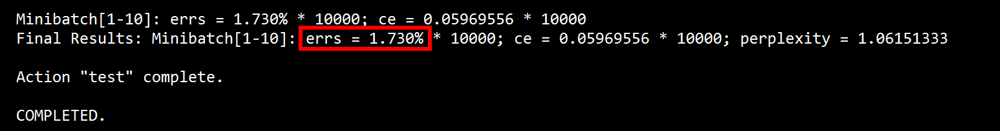 Minibatch[1-10]: errs = 1.730% * 10000; ce = 0.05969556 * 10000
Final Results: Minibatch[1-10]: errs = 1.730% * 10000; ce = 0.05969556 * 10000; perplexity = 1.06151333
Action "test" complete.
COMPLETED.